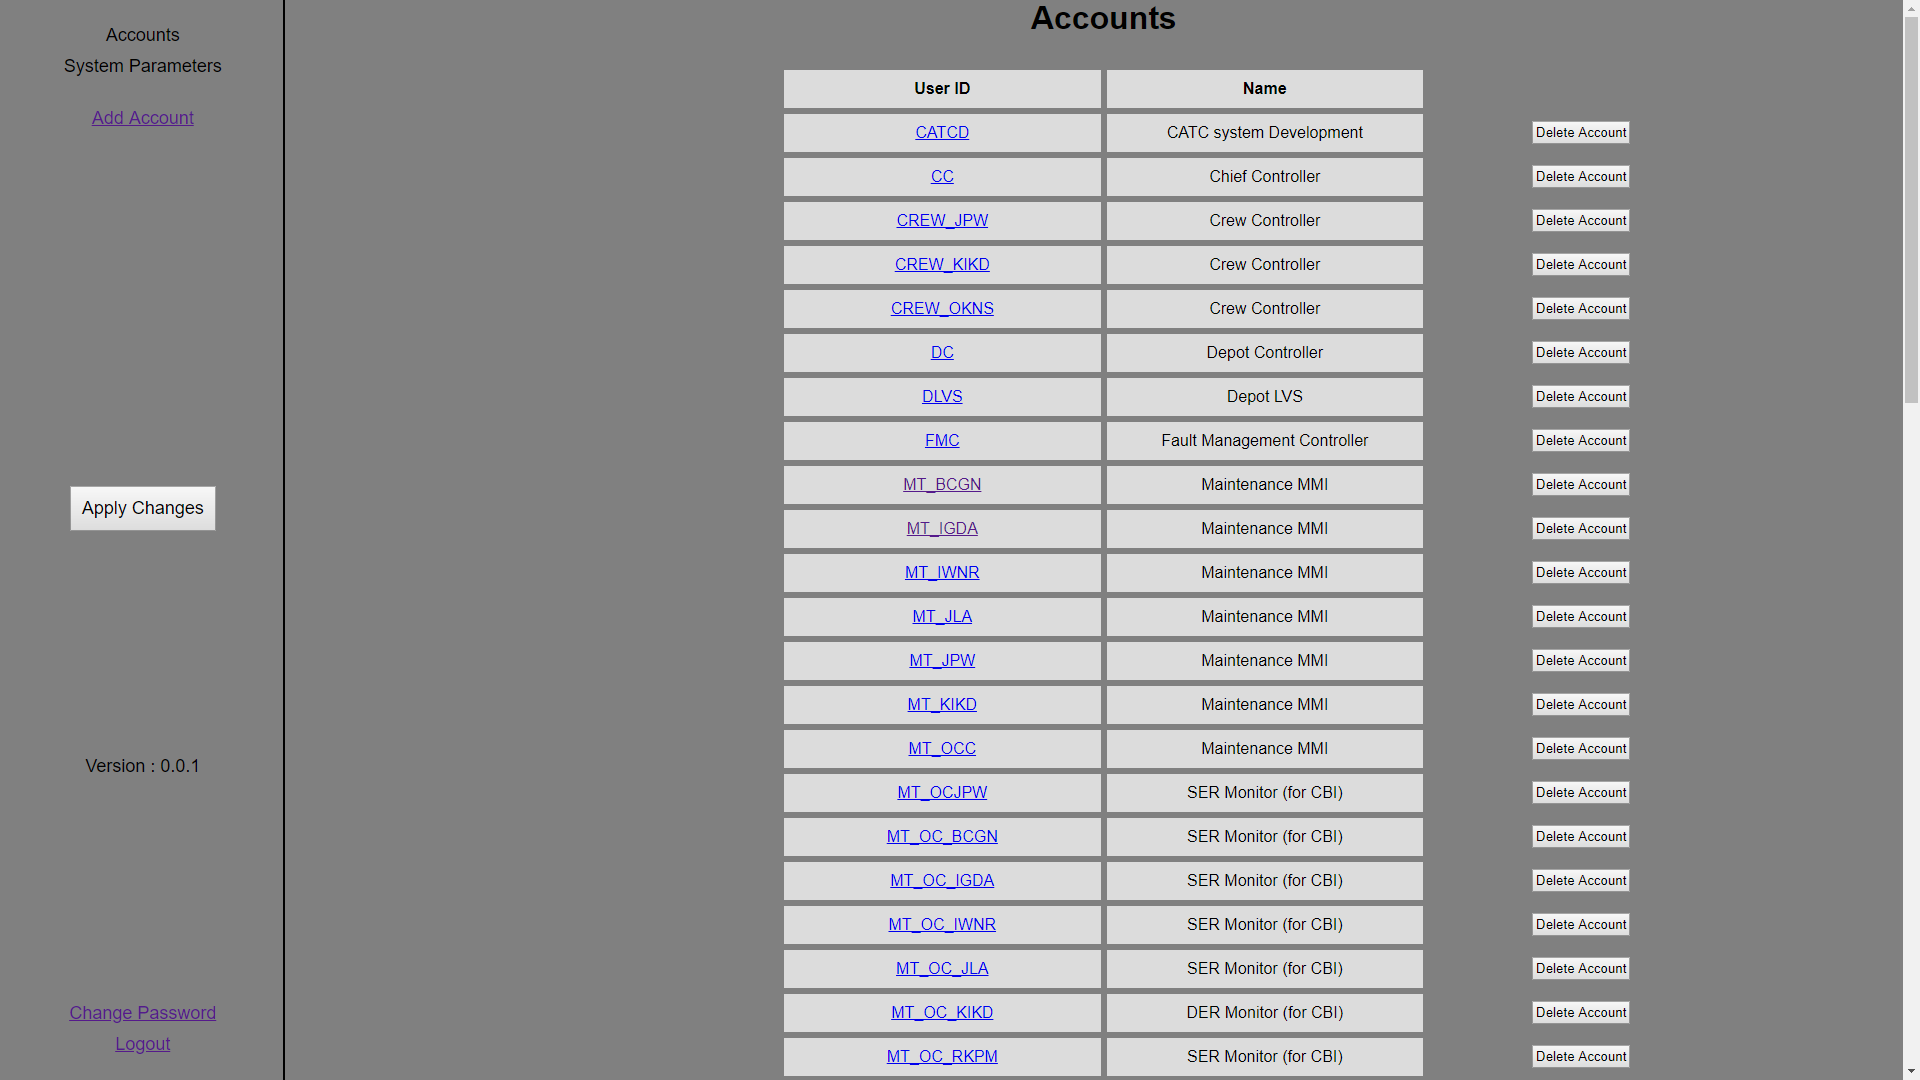 Accounts
System Parameters
Add Account
Apply Changes
Version : 0.0.1
Change Password
Logout
Accounts
User ID Name
CATCD CATC system Development Delete Account
CC Chief Controller Delete Account
CREW_JPW Crew Controller Delete Account
CREW_KIKD Crew Controller Delete Account
CREW_OKNS Crew Controller Delete Account
DC Depot Controller Delete Account
DLVS Depot LVS Delete Account
FMC Fault Management Controller Delete Account
MT_BCGN Maintenance MMI Delete Account
MT_IGDA Maintenance MMI Delete Account
MT_IWNR Maintenance MMI Delete Account
MT_JLA Maintenance MMI Delete Account
MT_JPW Maintenance MMI Delete Account
MT_KIKD Maintenance MMI Delete Account
MT_OCC Maintenance MMI Delete Account
MT_OCJPW SER Monitor (for CBI) Delete Account
MT_OC_BCGN SER Monitor (for CBI) Delete Account
MT_OC_IGDA SER Monitor (for CBI) Delete Account
MT_OC_IWNR SER Monitor (for CBI) Delete Account
MT_OC_JLA SER Monitor (for CBI) Delete Account
MT_OC_KIKD DER Monitor (for CBI) Delete Account
MT_OC_RKPM SER Monitor (for CBI) Delete Account